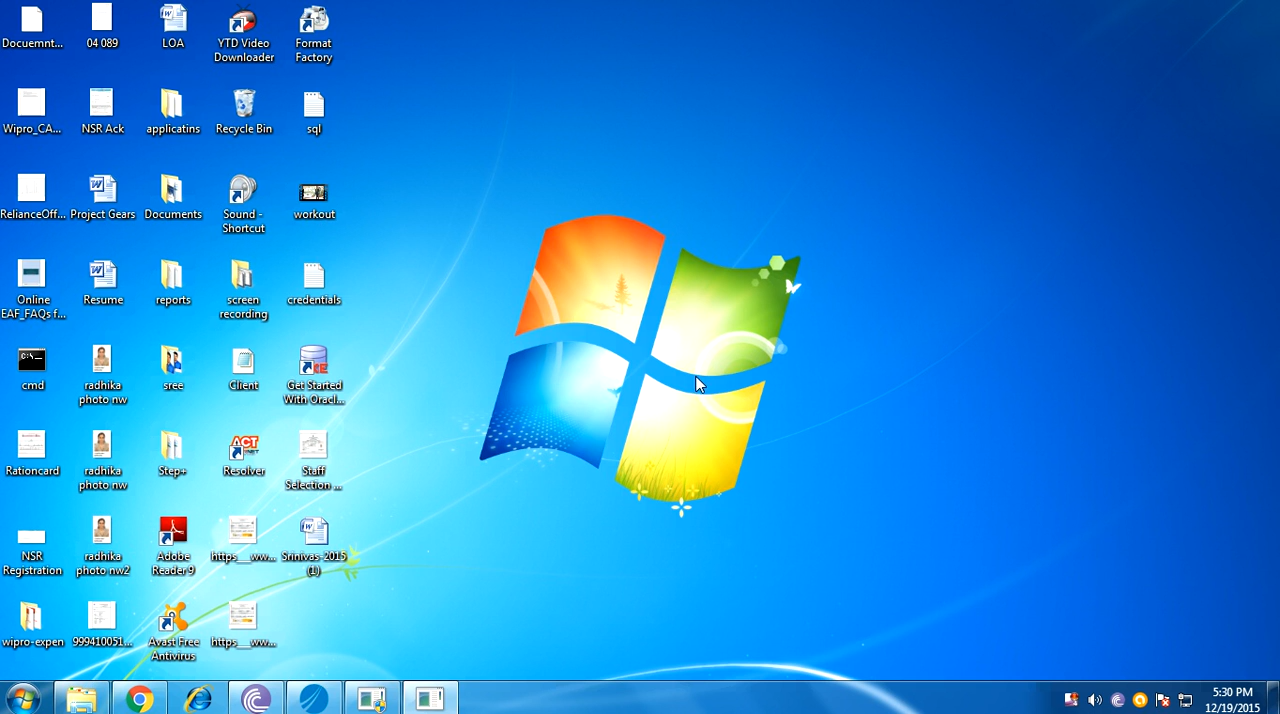 Docuemnt...
04 089
LOA
YTD Video
Downloader
Format
Factory
Wipro_CA...
NSR Ack
applicatins
Recycle Bin
sql
RelianceOff...
Project Gears
Documents
Sound -
Shortcut
workout
Online
EAF_FAQs f...
Resume
reports
screen
recording
credentials
C:\_
cmd
radhika
photo nw
sree
Client
Get Started
With Oracl...
Rationcard
radhika
photo nw
Step+
ACT
Resolver
Staff
Selection ...
NSR
Registration
radhika
photo nw2
Adobe
Reader 9
https__ww...
Srinivas-2015
(1)
wipro-expen
999410051...
Avast Free
Antivirus
https__ww...
5:30 PM
12/19/2015